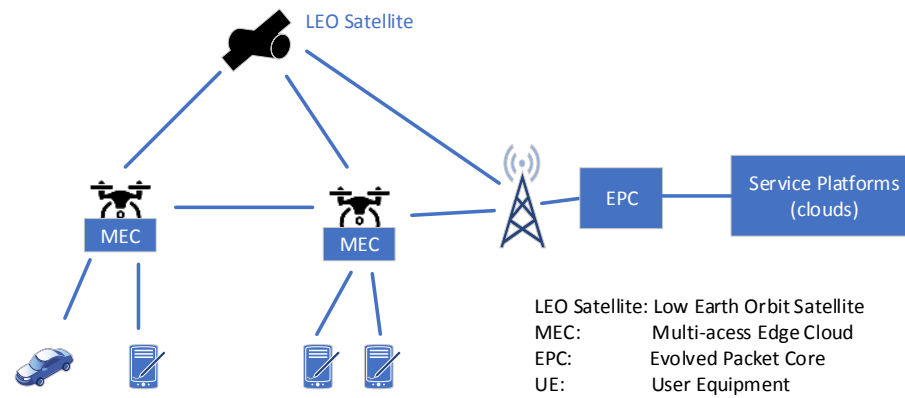 LEO Satellite
MEC
MEC
EPC
Service Platforms
(clouds)
LEO Satellite: Low Earth Orbit Satellite
MEC: Multi-acess Edge Cloud
EPC: Evolved Packet Core
UE: User Equipment